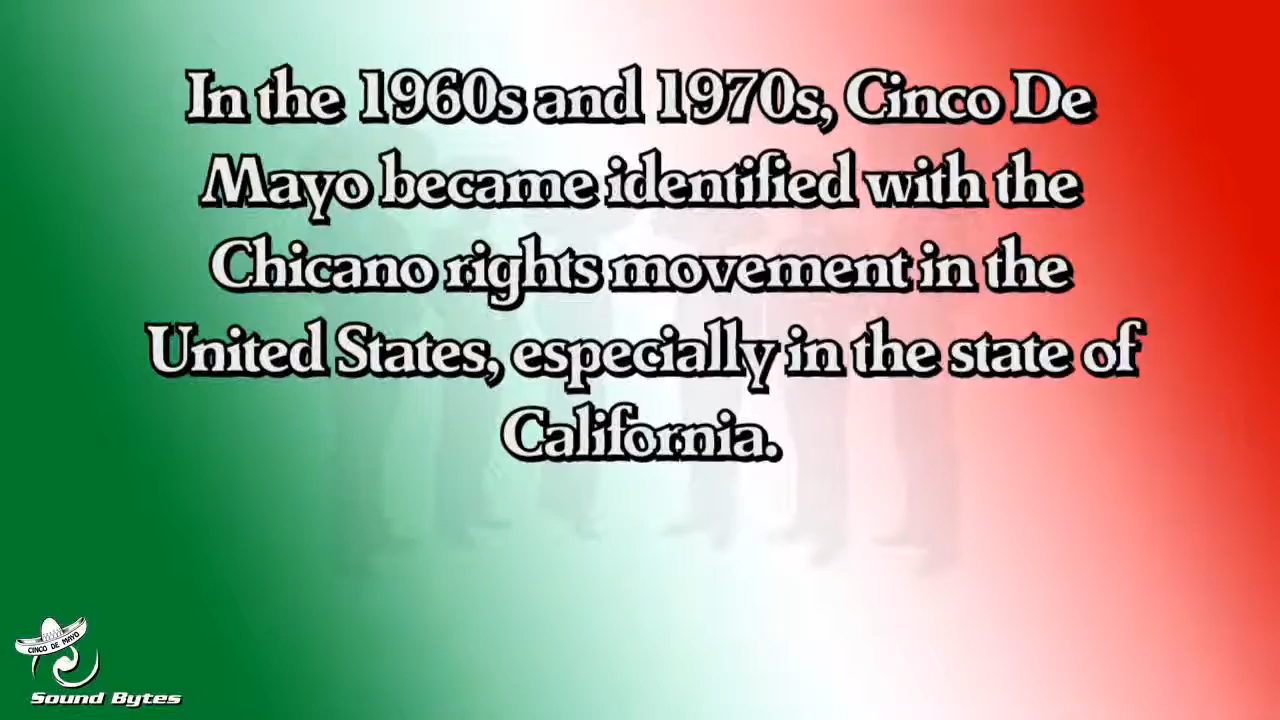 In the 1960s and 1970s, Cinco De
Mayo became identified with the
Chicano rights movement in the
United States, especially in the state of
California.
CINCO DE MAYO
Sound Bytes